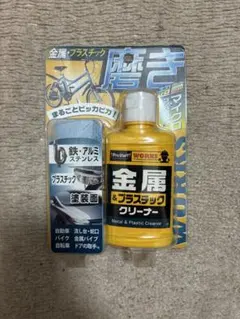 金属・プラスチック
磨き
まるごとピッカピカ!
鉄・アルミ
ステンレス
プラスチック
塗装面
自動車
バイク
自転車
流し台・蛇口
金属パイプ
ドアの取手
ProStaff
WORKS
金属
&プラスチック
クリーナー
Metal & Plastic Cleaner